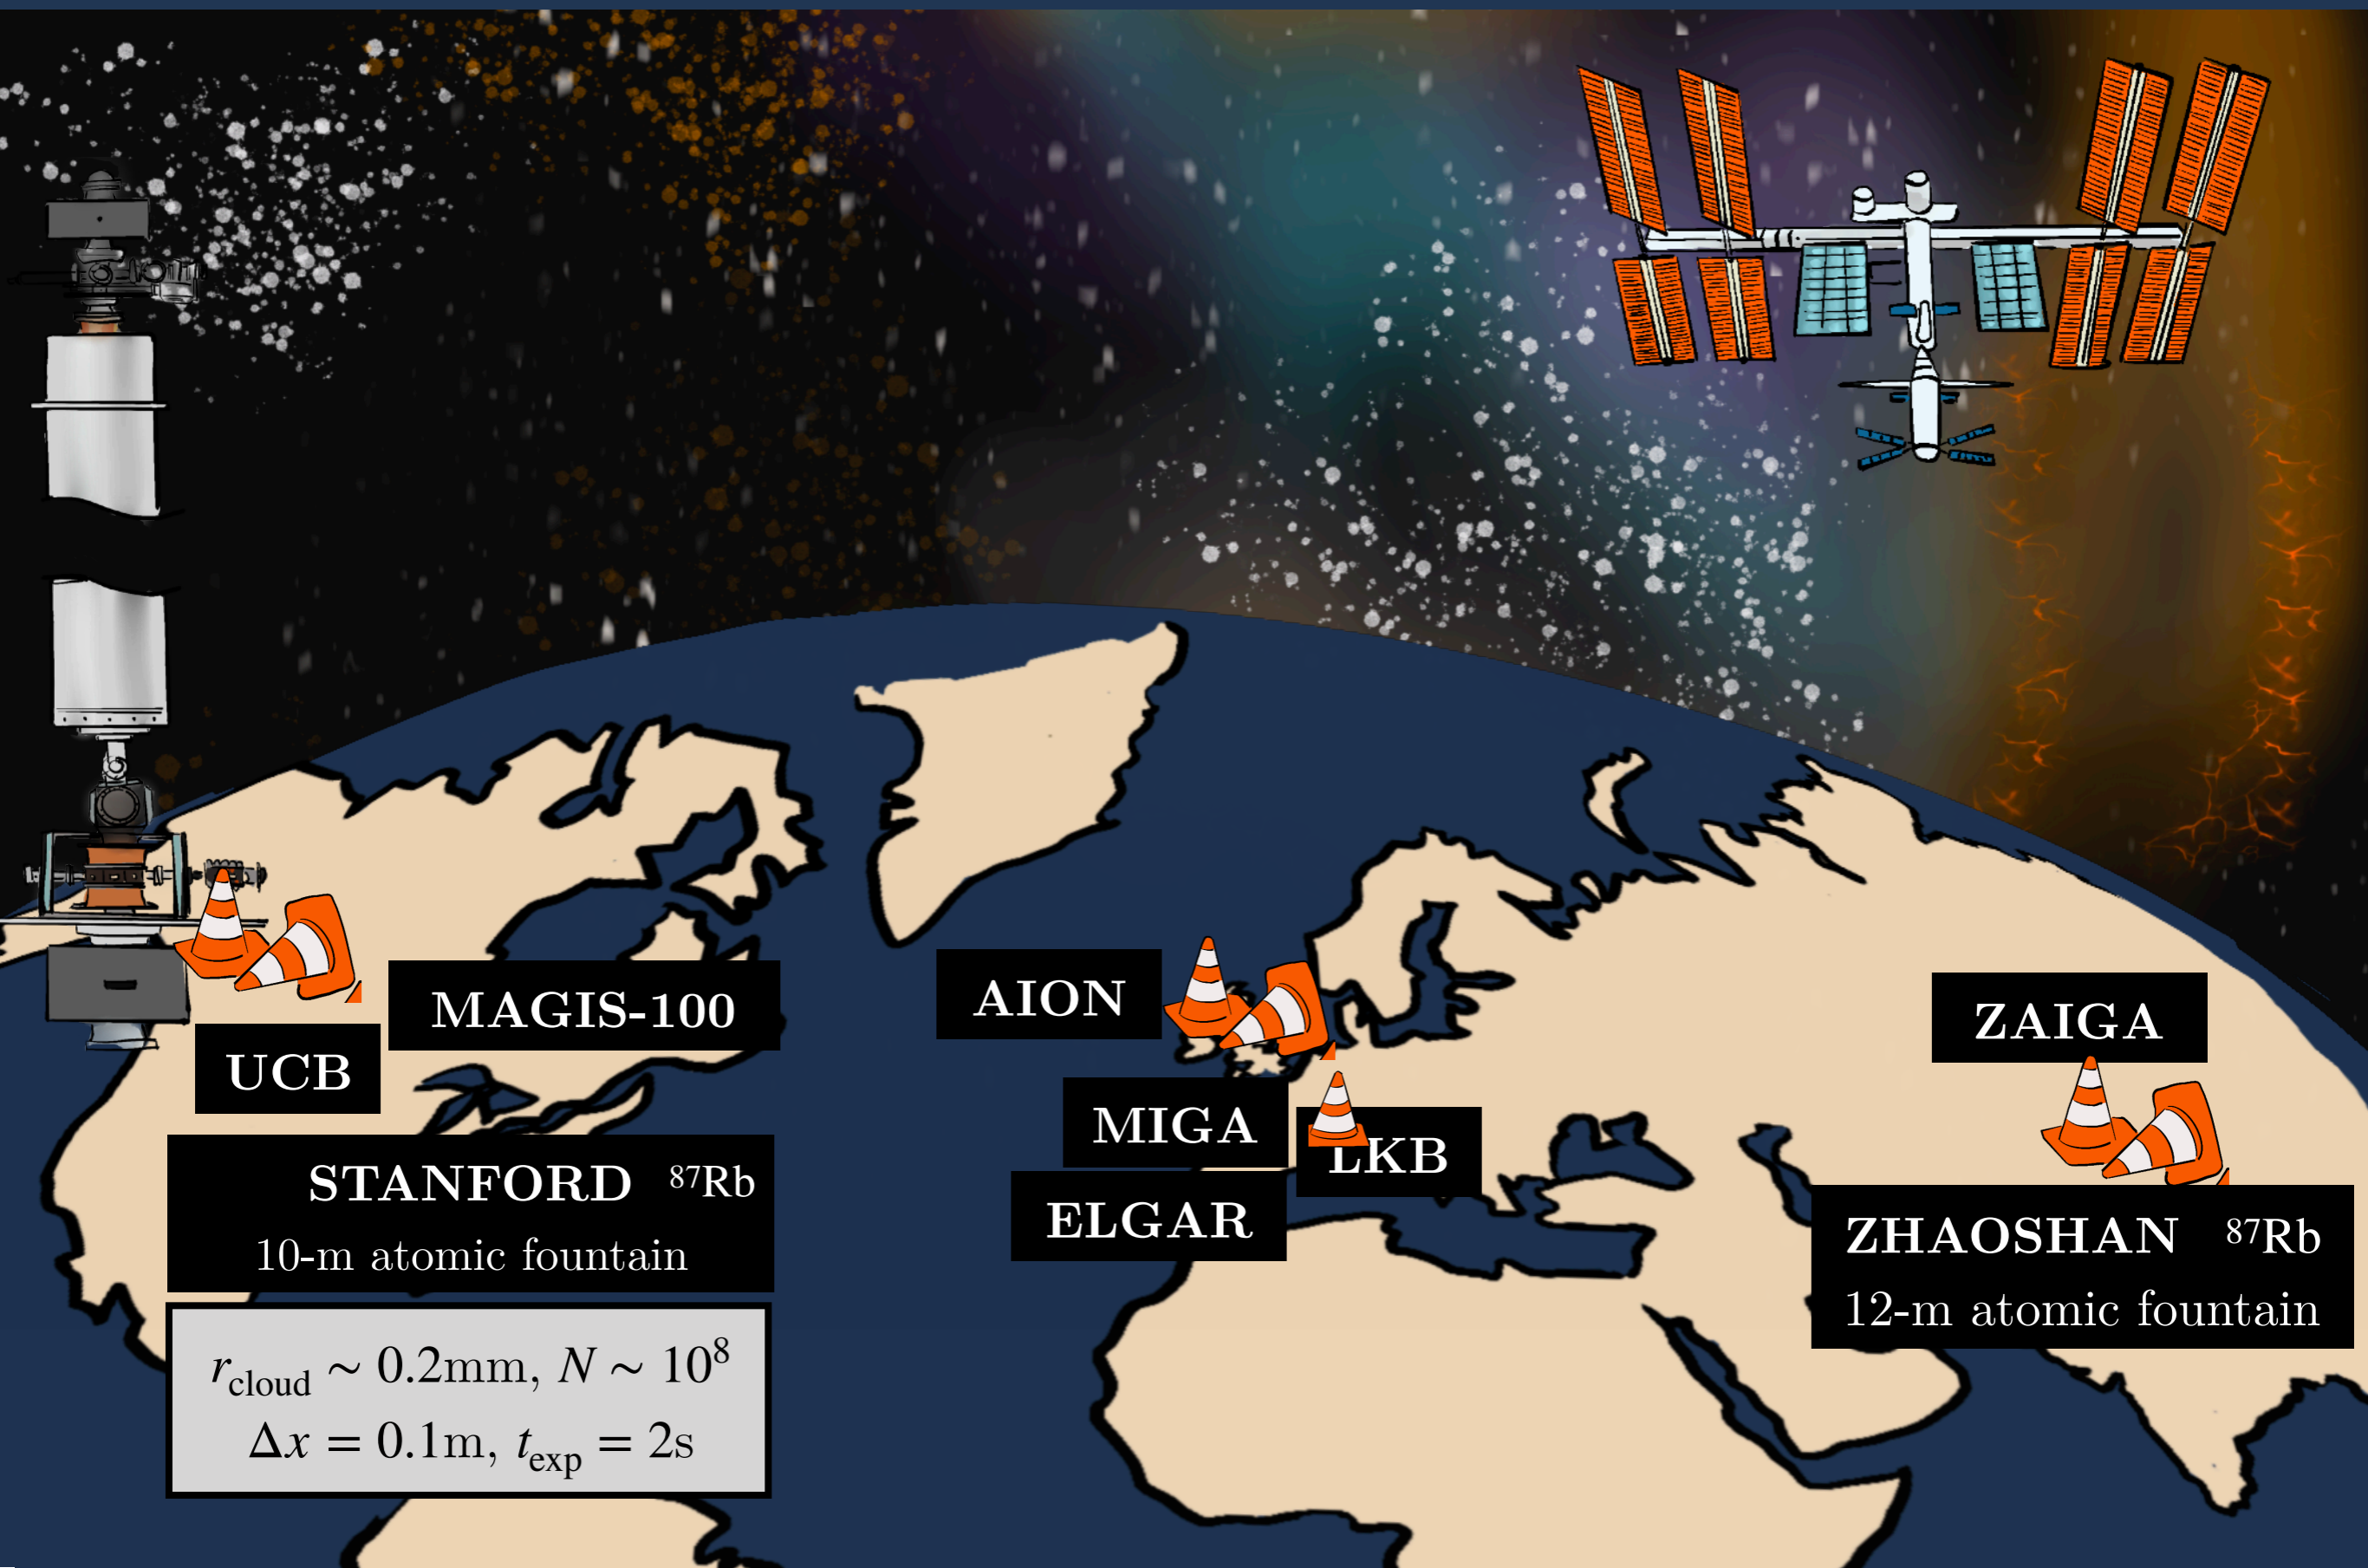 MAGIS-100
UCB
STANFORD ⁸⁷Rb
10-m atomic fountain
r_cloud ~ 0.2mm, N ~ 10⁸
Δx = 0.1m, t_exp = 2s
AION
MIGA
LKB
ELGAR
ZAIGA
ZHAOSHAN ⁸⁷Rb
12-m atomic fountain